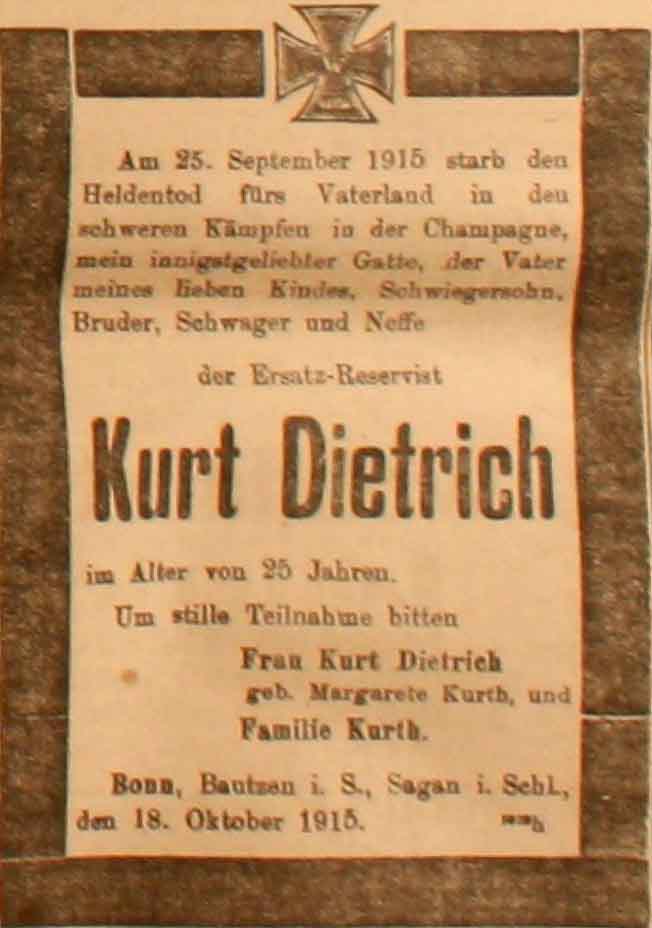 Am 25. September 1915 starb den
Heldentod fürs Vaterland in den
schweren Kämpfen in der Champagne,
mein innigstgeliebter Gatte, der Vater
meines lieben Kindes, Schwiegersohn,
Bruder, Schwager und Neffe
der Ersatz-Reservist
Kurt Dietrich
im Alter von 25 Jahren.
Um stille Teilnahme bitten
Frau Kurt Dietrich
geb. Margarete Kurth, und
Familie Kurth.
Bonn, Bautzen i. S., Sagan i. Schl.,
den 18. Oktober 1915.